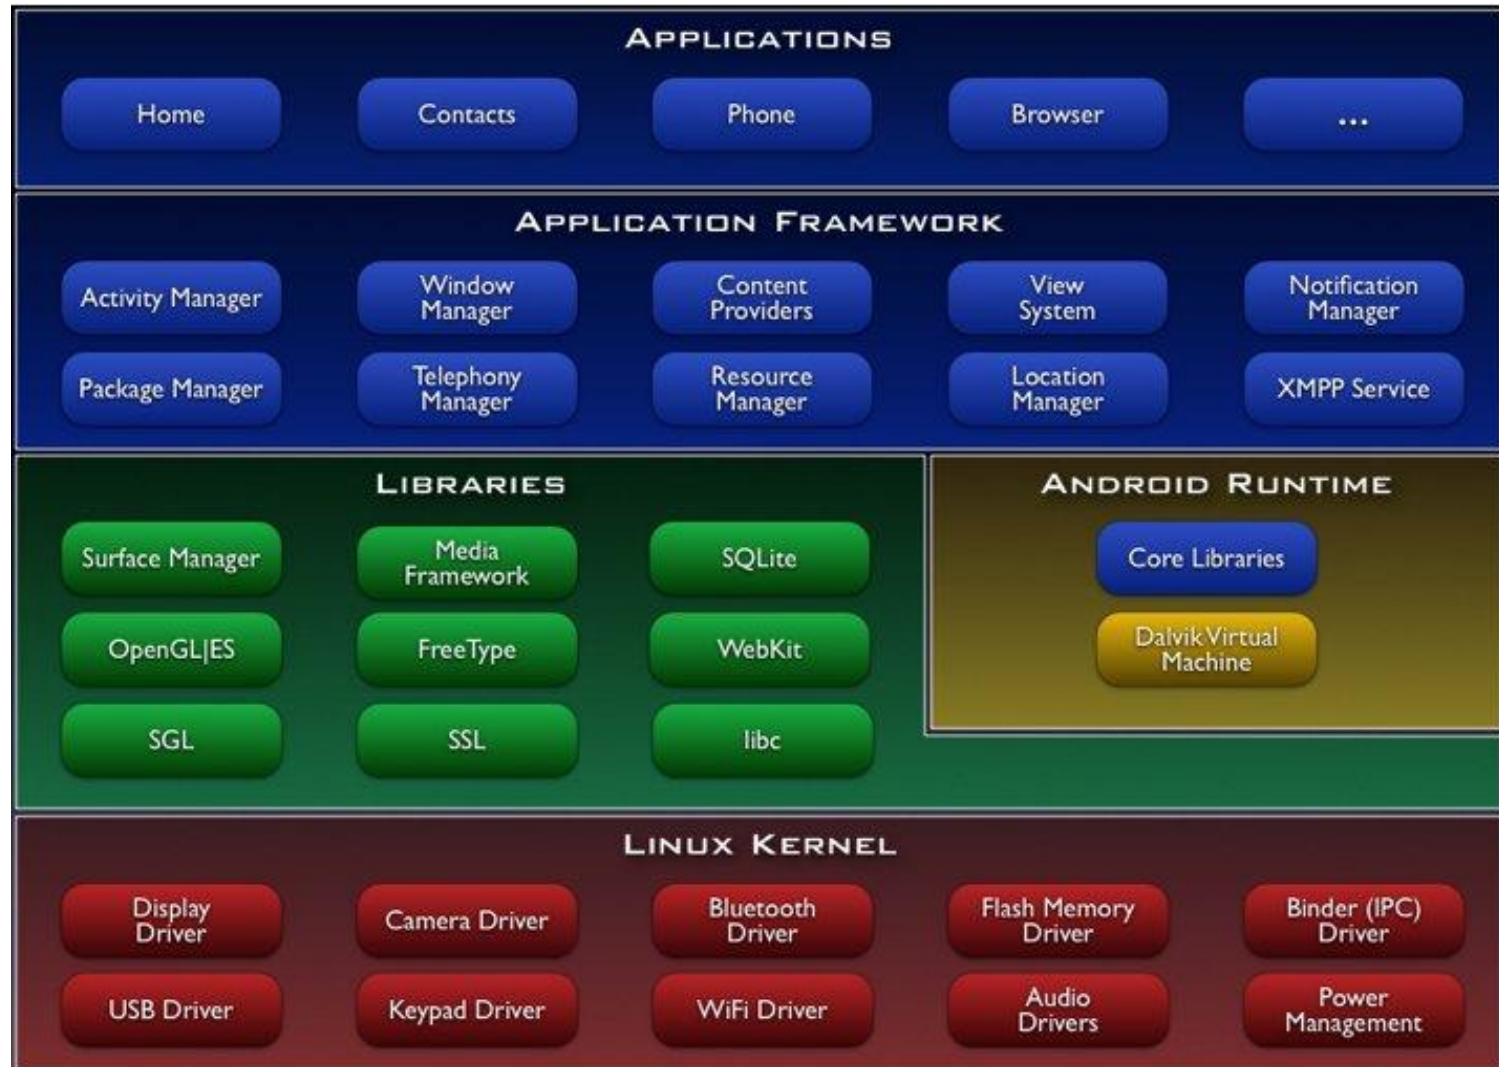 APPLICATIONS
Home
Contacts
Phone
Browser
...
APPLICATION FRAMEWORK
Activity Manager
Window
Manager
Content
Providers
View
System
Notification
Manager
Package Manager
Telephony
Manager
Resource
Manager
Location
Manager
XMPP Service
LIBRARIES
Surface Manager
Media
Framework
SQLite
OpenGL|ES
FreeType
WebKit
SGL
SSL
libc
ANDROID RUNTIME
Core Libraries
Dalvik Virtual
Machine
LINUX KERNEL
Display
Driver
Camera Driver
Bluetooth
Driver
Flash Memory
Driver
Binder (IPC)
Driver
USB Driver
Keypad Driver
WiFi Driver
Audio
Drivers
Power
Management